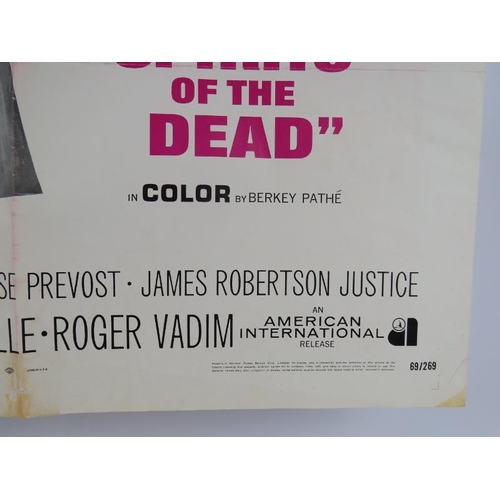 SPIRITS
OF THE
DEAD"
IN COLOR BY BERKEY PATHÉ
SE PREVOST · JAMES ROBERTSON JUSTICE
LLE · ROGER VADIM
AN
AMERICAN
INTERNATIONAL
RELEASE
69/269